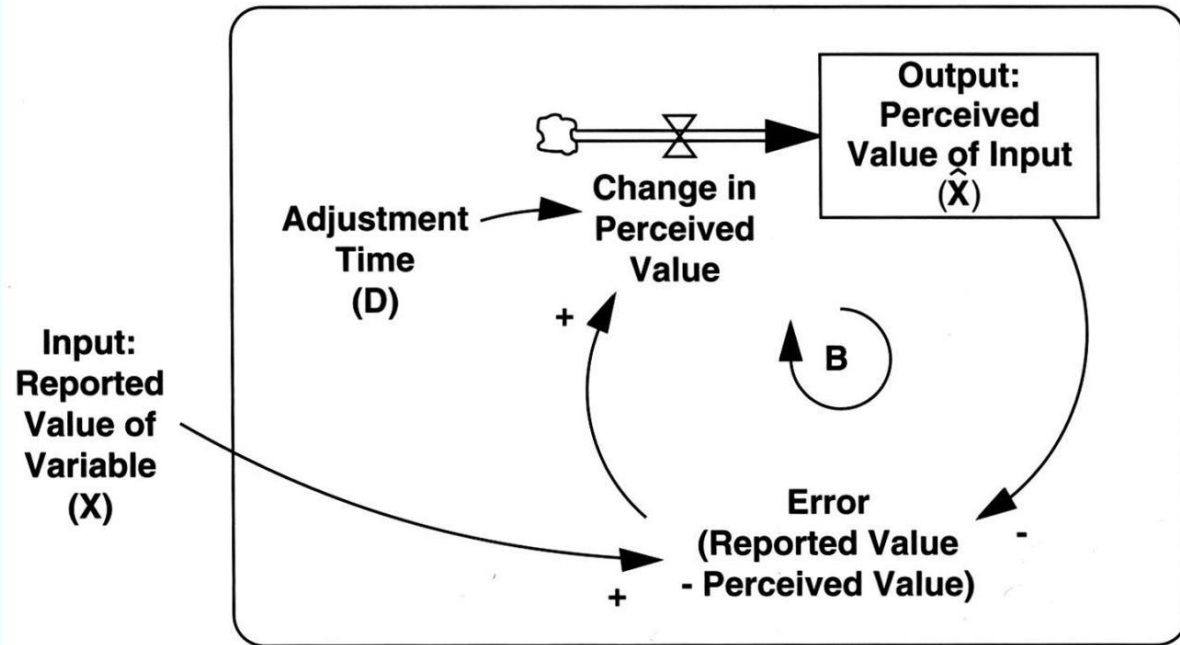 Output:
Perceived
Value of Input
(X̂)
Change in
Perceived
Value
Adjustment
Time
(D)
+
B
Input:
Reported
Value of
Variable
(X)
Error
(Reported Value
- Perceived Value)
-
+